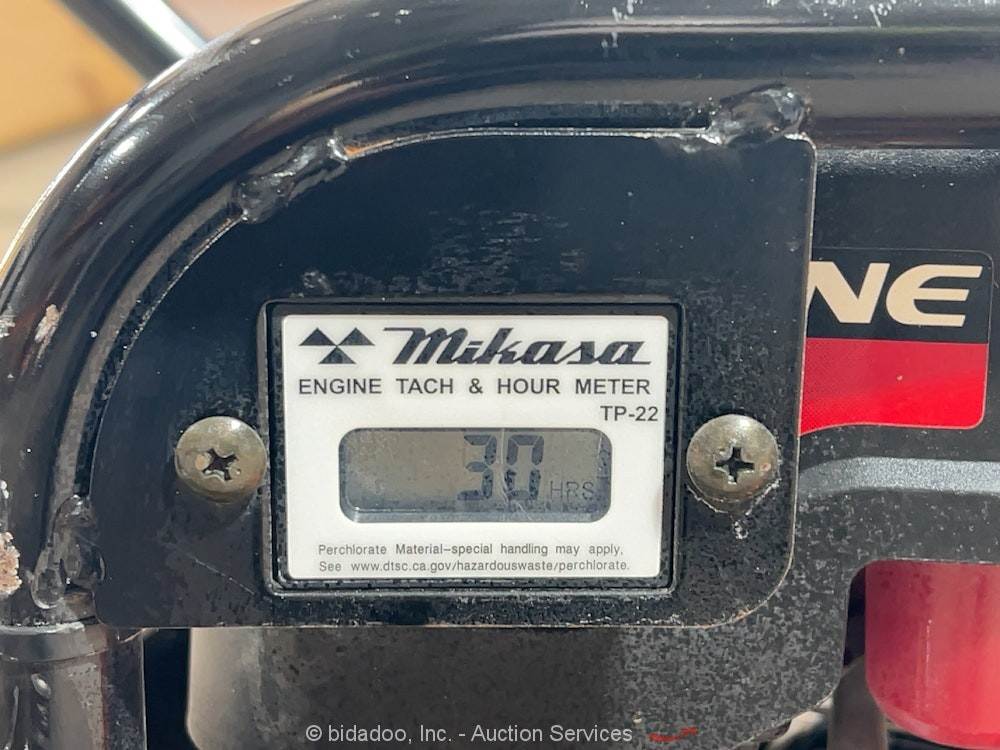 Mikasa
ENGINE TACH & HOUR METER
TP-22
30 HRS
Perchlorate Material-special handling may apply,
See www.dtsc.ca.gov/hazardouswaste/perchlorate.
NE
© bidadoo, Inc. - Auction Services